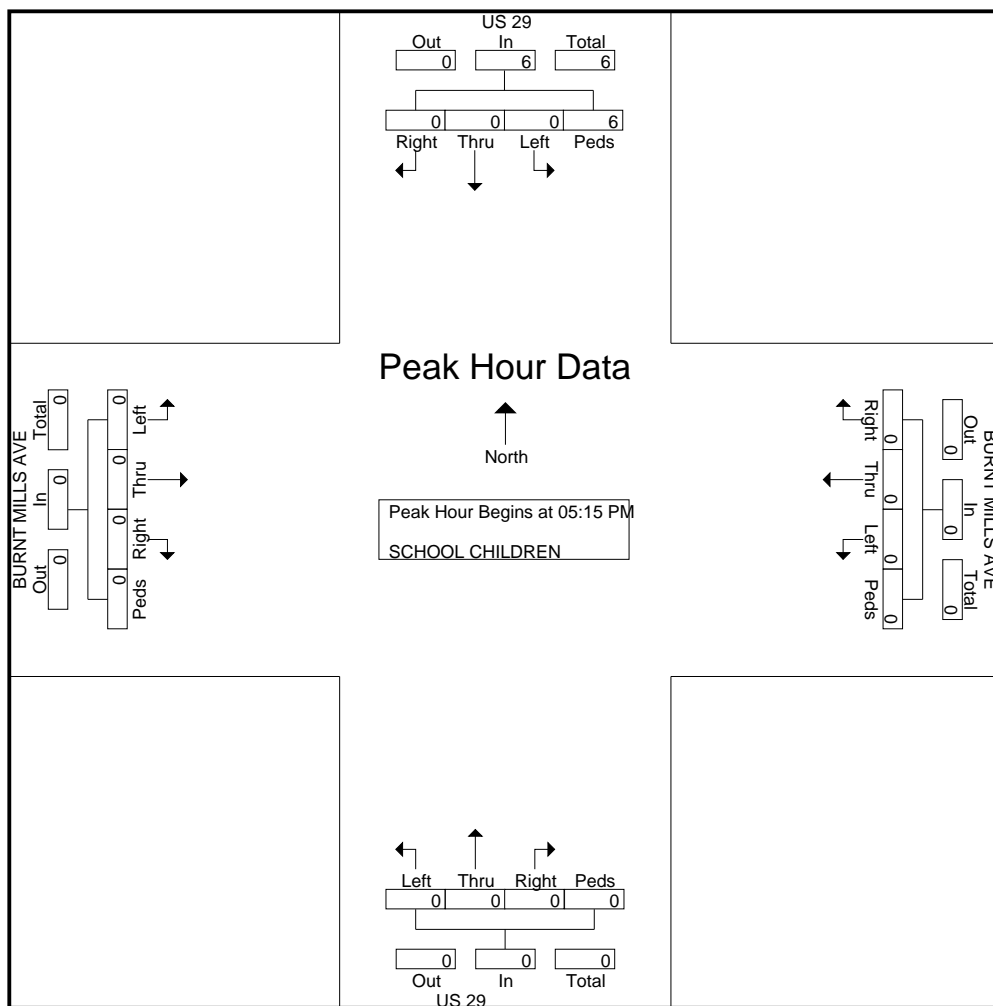 US 29
Out In Total
0 6 6
0 0 0 6
Right Thru Left Peds
Peak Hour Data
North
Peak Hour Begins at 05:15 PM
SCHOOL CHILDREN
BURNT MILLS AVE
Out In Total
0 0 0
0 0 0 0
Peds Right Thru Left
BURNT MILLS AVE
Out In Total
0 0 0
0 0 0 0
Right Thru Left Peds
Left Thru Right Peds
0 0 0 0
0 0 0
Out In Total
US 29